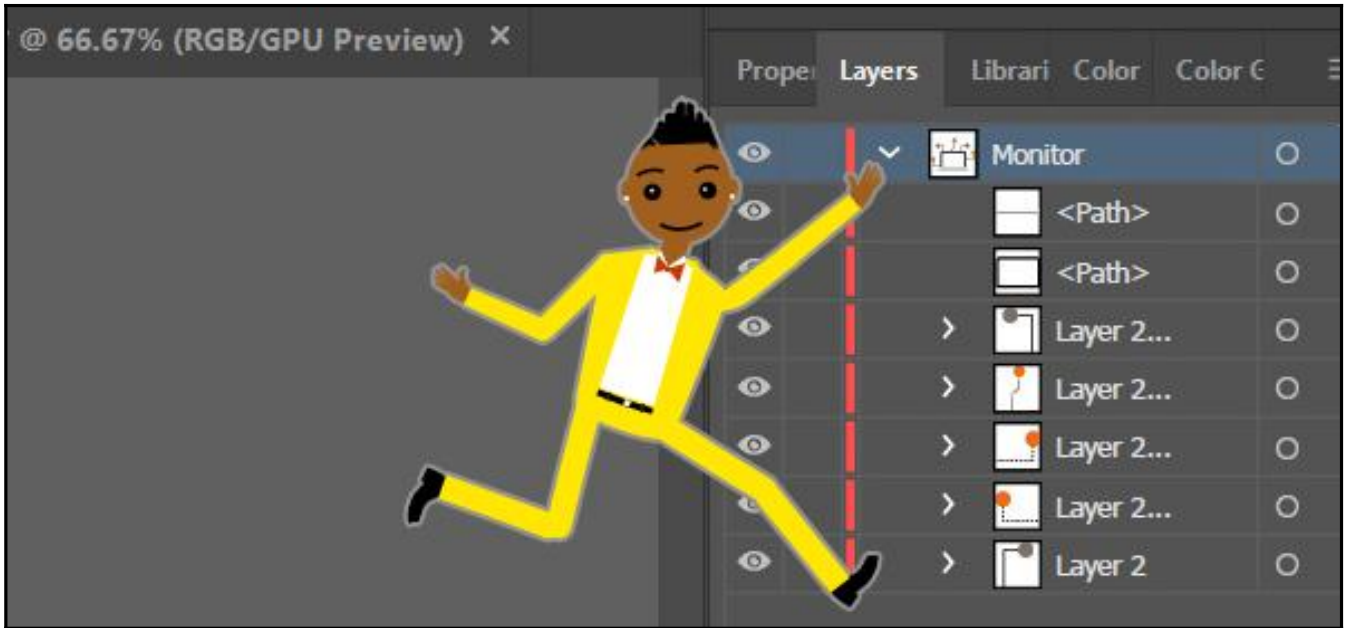 @ 66.67% (RGB/GPU Preview) ×
Proper Layers Librari Color Color G
Monitor
<Path>
<Path>
Layer 2...
Layer 2...
Layer 2...
Layer 2...
Layer 2